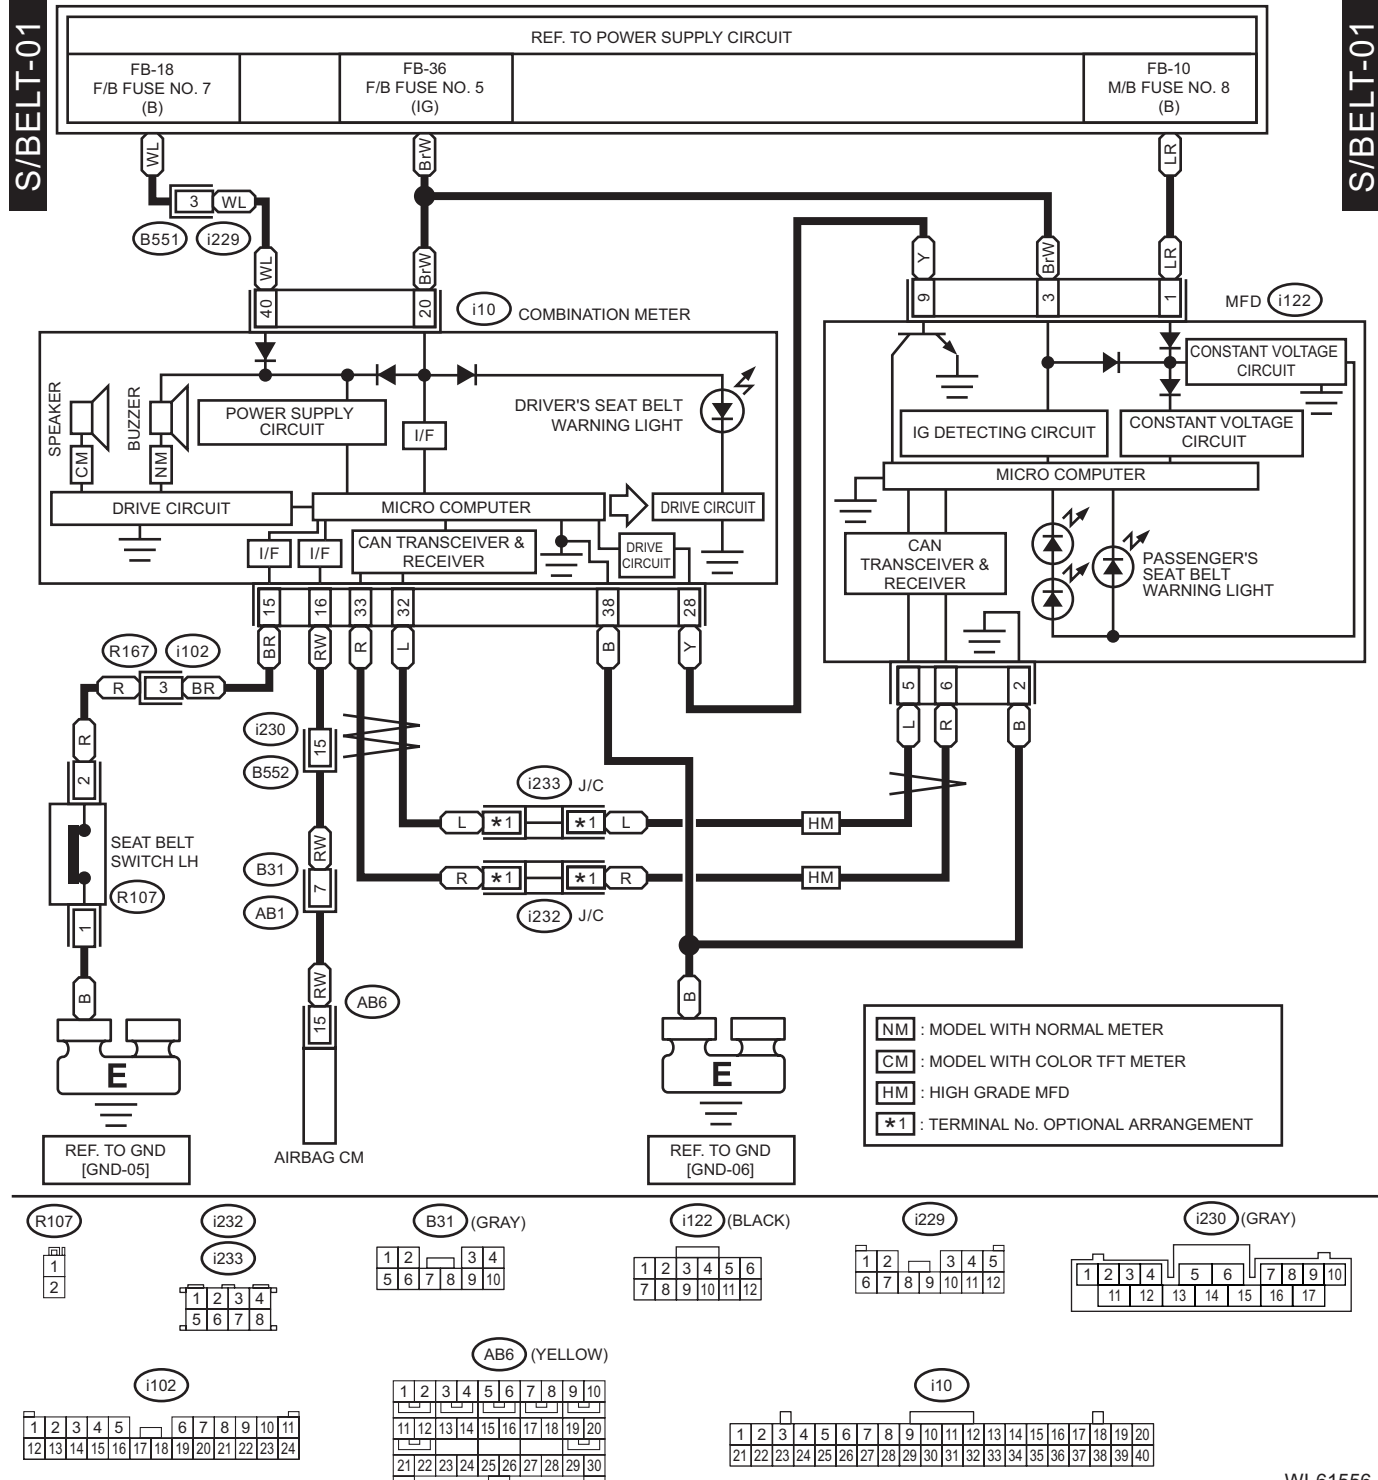 S/BELT-01
S/BELT-01
REF. TO POWER SUPPLY CIRCUIT
FB-18
F/B FUSE NO. 7
(B)
FB-36
F/B FUSE NO. 5
(IG)
FB-10
M/B FUSE NO. 8
(B)
WL
BrW
LR
3
WL
B551
i229
WL
BrW
Y
BrW
LR
40
20
i10
COMBINATION METER
9
3
1
MFD
i122
SPEAKER
BUZZER
CM
NM
POWER SUPPLY
CIRCUIT
I/F
DRIVER'S SEAT BELT
WARNING LIGHT
CONSTANT VOLTAGE
CIRCUIT
IG DETECTING CIRCUIT
CONSTANT VOLTAGE
CIRCUIT
MICRO COMPUTER
DRIVE CIRCUIT
MICRO COMPUTER
DRIVE CIRCUIT
I/F
I/F
CAN TRANSCEIVER &
RECEIVER
DRIVE
CIRCUIT
CAN
TRANSCEIVER &
RECEIVER
PASSENGER'S
SEAT BELT
WARNING LIGHT
15
16
33
32
38
28
BR
RW
R
L
B
Y
R167
i102
R
3
BR
5
6
2
L
R
B
R
2
i230
15
B552
i233
J/C
L
*1
*1
L
HM
SEAT BELT
SWITCH LH
R107
RW
B31
7
AB1
R
*1
*1
R
HM
i232
J/C
1
B
RW
AB6
15
B
E
E
REF. TO GND
[GND-05]
AIRBAG CM
REF. TO GND
[GND-06]
NM : MODEL WITH NORMAL METER
CM : MODEL WITH COLOR TFT METER
HM : HIGH GRADE MFD
*1 : TERMINAL No. OPTIONAL ARRANGEMENT
R107
1
2
i232
i233
1 2 3 4
5 6 7 8
B31 (GRAY)
1 2 3 4
5 6 7 8 9 10
i122 (BLACK)
1 2 3 4 5 6
7 8 9 10 11 12
i229
1 2 3 4 5
6 7 8 9 10 11 12
i230 (GRAY)
1 2 3 4 5 6 7 8 9 10
11 12 13 14 15 16 17
i102
1 2 3 4 5 6 7 8 9 10 11
12 13 14 15 16 17 18 19 20 21 22 23 24
AB6 (YELLOW)
1 2 3 4 5 6 7 8 9 10
11 12 13 14 15 16 17 18 19 20
21 22 23 24 25 26 27 28 29 30
i10
1 2 3 4 5 6 7 8 9 10 11 12 13 14 15 16 17 18 19 20
21 22 23 24 25 26 27 28 29 30 31 32 33 34 35 36 37 38 39 40